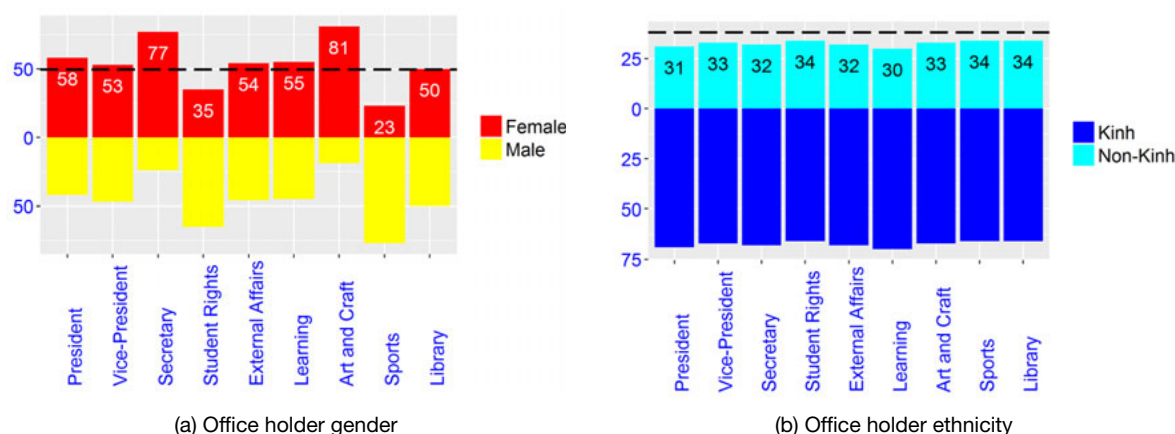 50
0
50
58
53
77
35
54
55
81
23
50
Female
Male
President
Vice-President
Secretary
Student Rights
External Affairs
Learning
Art and Craft
Sports
Library
(a) Office holder gender
25
0
25
50
75
31
33
32
34
32
30
33
34
34
Kinh
Non-Kinh
President
Vice-President
Secretary
Student Rights
External Affairs
Learning
Art and Craft
Sports
Library
(b) Office holder ethnicity